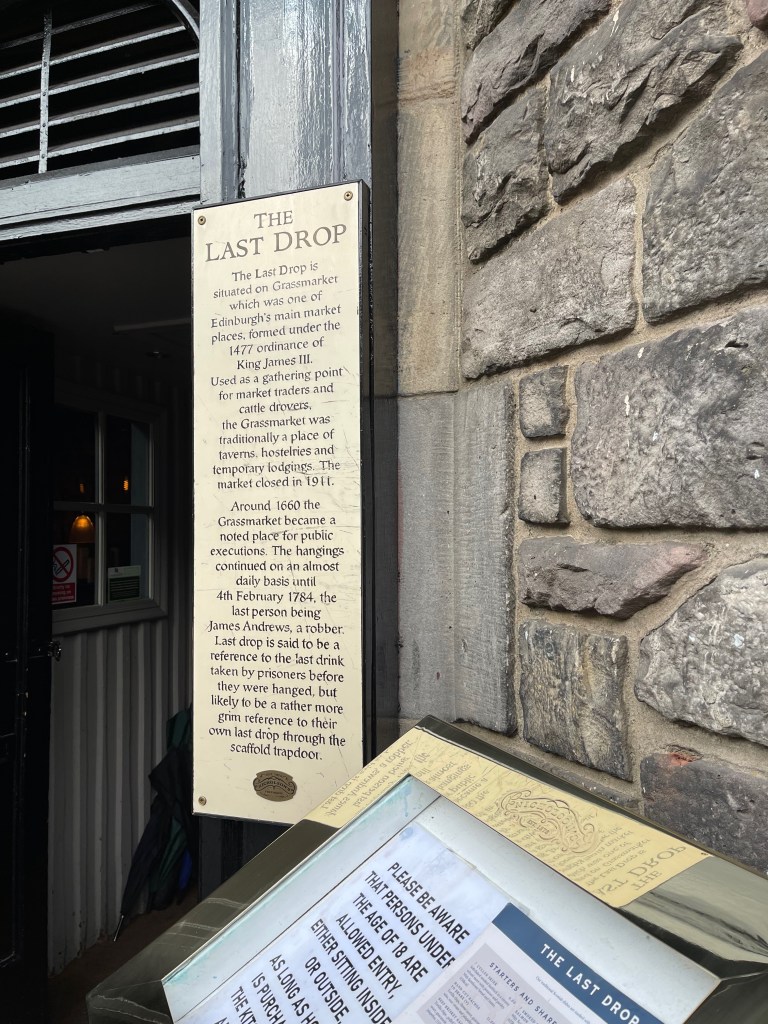 THE
LAST DROP
The Last Drop is
situated on Grassmarket
which was one of
Edinburgh's main market
places, formed under the
1477 ordinance of
King James III.
Used as a gathering point
for market traders and
cattle drovers,
the Grassmarket was
traditionally a place of
taverns, hostelries and
temporary lodgings. The
market closed in 1911.
Around 1660 the
Grassmarket became a
noted place for public
executions. The hangings
continued on an almost
daily basis until
4th February 1784, the
last person being
James Andrews, a robber.
Last drop is said to be a
reference to the last drink
taken by prisoners before
they were hanged, but
likely to be a rather more
grim reference to their
own last drop through the
scaffold trapdoor.
PLEASE BE AWARE
THAT PERSONS UNDER
THE AGE OF 18 ARE
ALLOWED ENTRY,
EITHER SITTING INSIDE
OR OUTSIDE,
AS LONG AS
IS PURCHA
THE KIT
THE LAST DROP
STARTERS AND SHARE